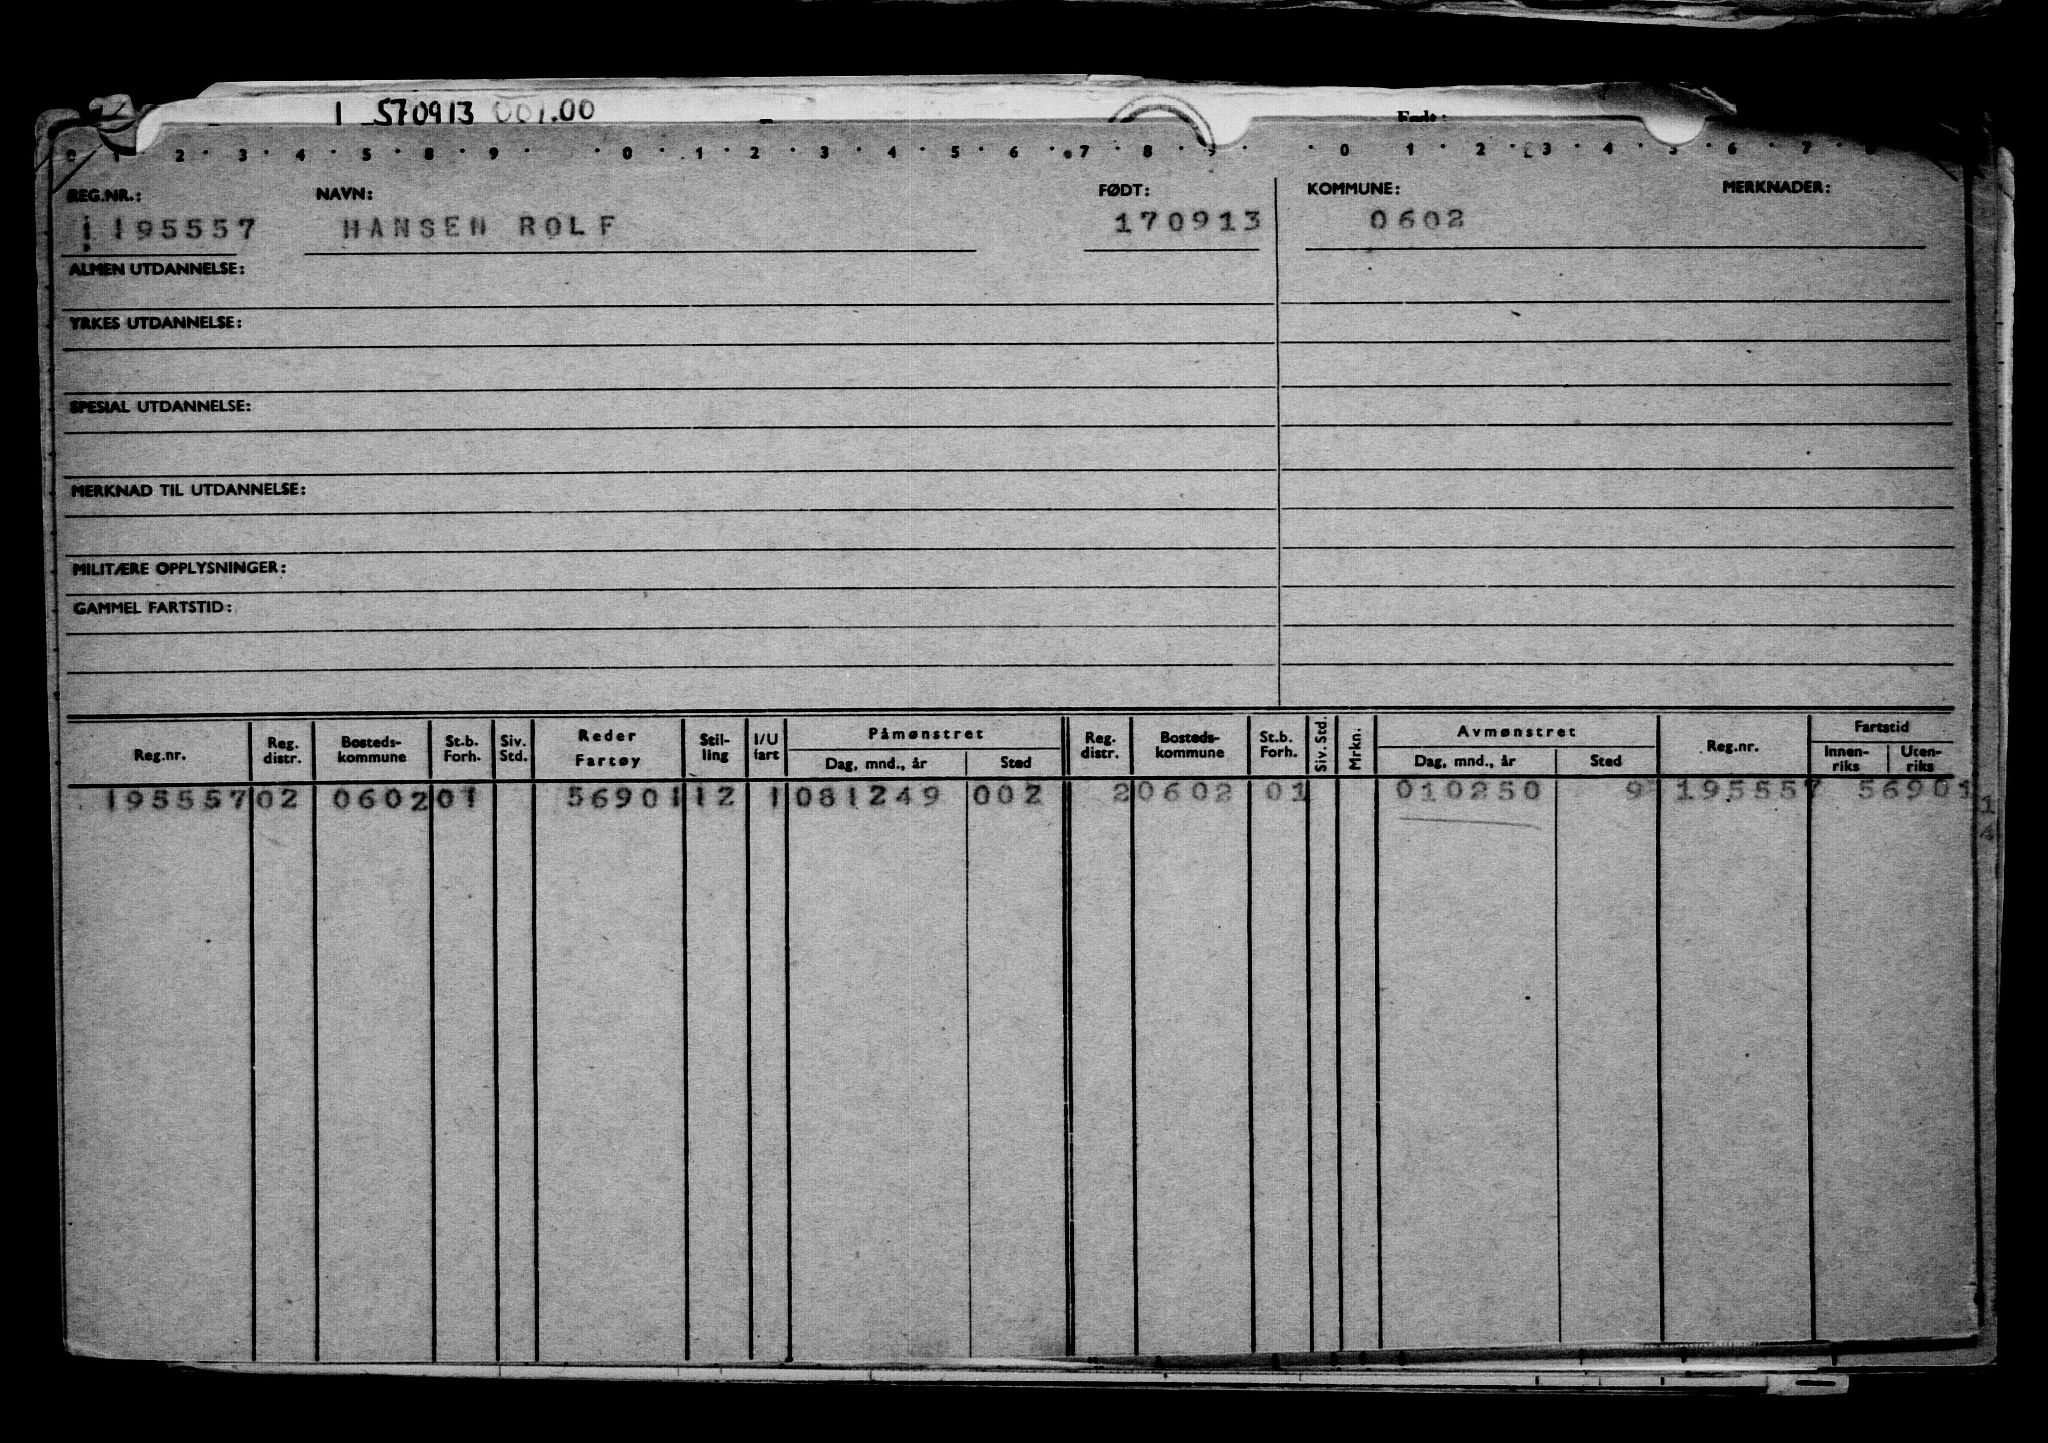 1 570913 001.00
Født:
0 1 2 3 4 5 8 9 0 1 2 3 4 5 6 7 8 9 0 1 2 3 4 5 6 7
REG.NR.: NAVN: FØDT: KOMMUNE: MERKNADER:
1195557 HANSEN ROLF 170913 0602
ALMEN UTDANNELSE:
YRKES UTDANNELSE:
SPESIAL UTDANNELSE:
MERKNAD TIL UTDANNELSE:
MILITÆRE OPPLYSNINGER:
GAMMEL FARTSTID:
Reg.nr. Reg. distr. Bosteds- kommune St.b. Forh. Siv. Std. Reder Fartøy Stil- ling I/U fart Påmønstret Dag, mnd., år Sted Reg. distr. Bosteds- kommune St.b. Forh. Siv. Std. Mrkn. Avmønstret Dag, mnd., år Sted Reg.nr. Fartstid Innen- riks Uten- riks
195557 02 0602 01 56901 12 1 081249 002 2 0602 01 010250 9 195557 56901 1
4